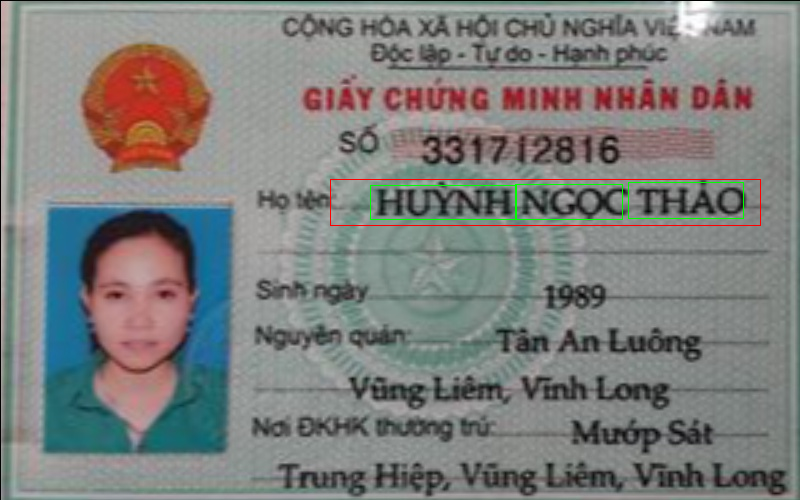 CỘNG HÒA XÃ HỘI CHỦ NGHĨA VIỆT NAM
Độc lập - Tự do - Hạnh phúc
GIẤY CHỨNG MINH NHÂN DÂN
SỐ 331712816
Họ tên: HUỲNH NGỌC THẢO
Sinh ngày 1989
Nguyên quán: Tân An Luông
Vũng Liêm, Vĩnh Long
Nơi ĐKHK thường trú: Mướp Sát
Trung Hiệp, Vũng Liêm, Vĩnh Long